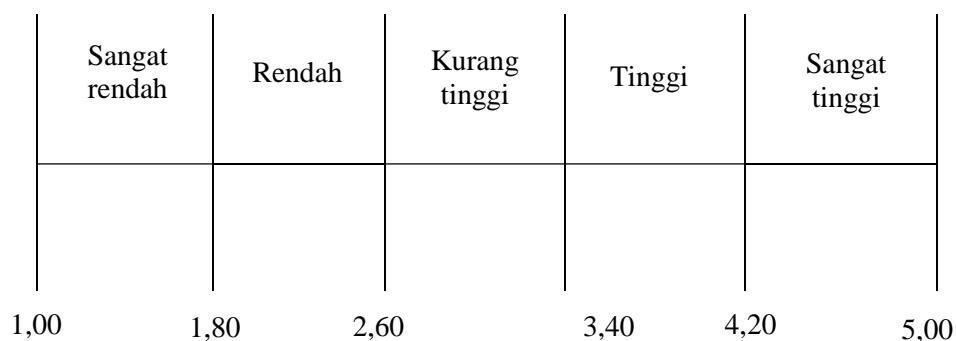 Sangat
rendah
Rendah
Kurang
tinggi
Tinggi
Sangat
tinggi
1,00
1,80
2,60
3,40
4,20
5,00